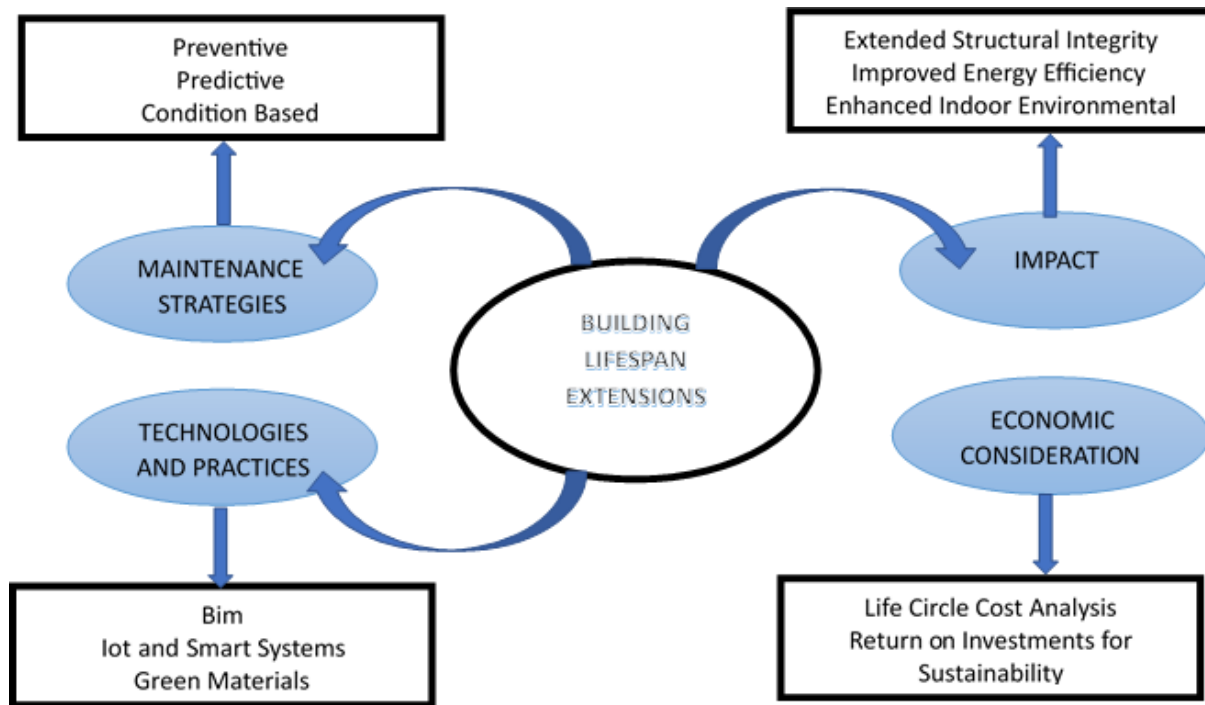 Preventive
Predictive
Condition Based
Extended Structural Integrity
Improved Energy Efficiency
Enhanced Indoor Environmental
MAINTENANCE
STRATEGIES
IMPACT
BUILDING
LIFESPAN
EXTENSIONS
TECHNOLOGIES
AND PRACTICES
ECONOMIC
CONSIDERATION
Bim
Iot and Smart Systems
Green Materials
Life Circle Cost Analysis
Return on Investments for
Sustainability